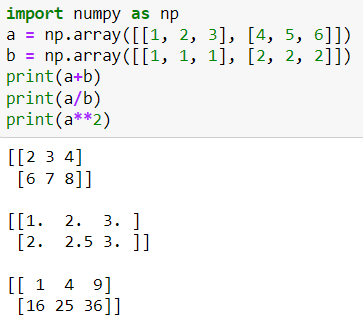 import numpy as np
a = np.array([[1, 2, 3], [4, 5, 6]])
b = np.array([[1, 1, 1], [2, 2, 2]])
print(a+b)
print(a/b)
print(a**2)
[[2 3 4]
 [6 7 8]]
[[1.  2.  3. ]
 [2.  2.5 3. ]]
[[ 1  4  9]
 [16 25 36]]